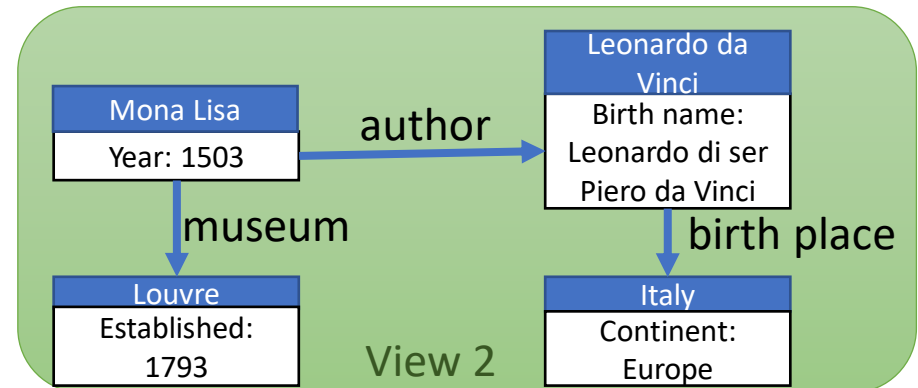 Leonardo da
Vinci
Mona Lisa
Year: 1503
author
Birth name:
Leonardo di ser
Piero da Vinci
museum
birth place
Louvre
Established:
1793
Italy
Continent:
Europe
View 2